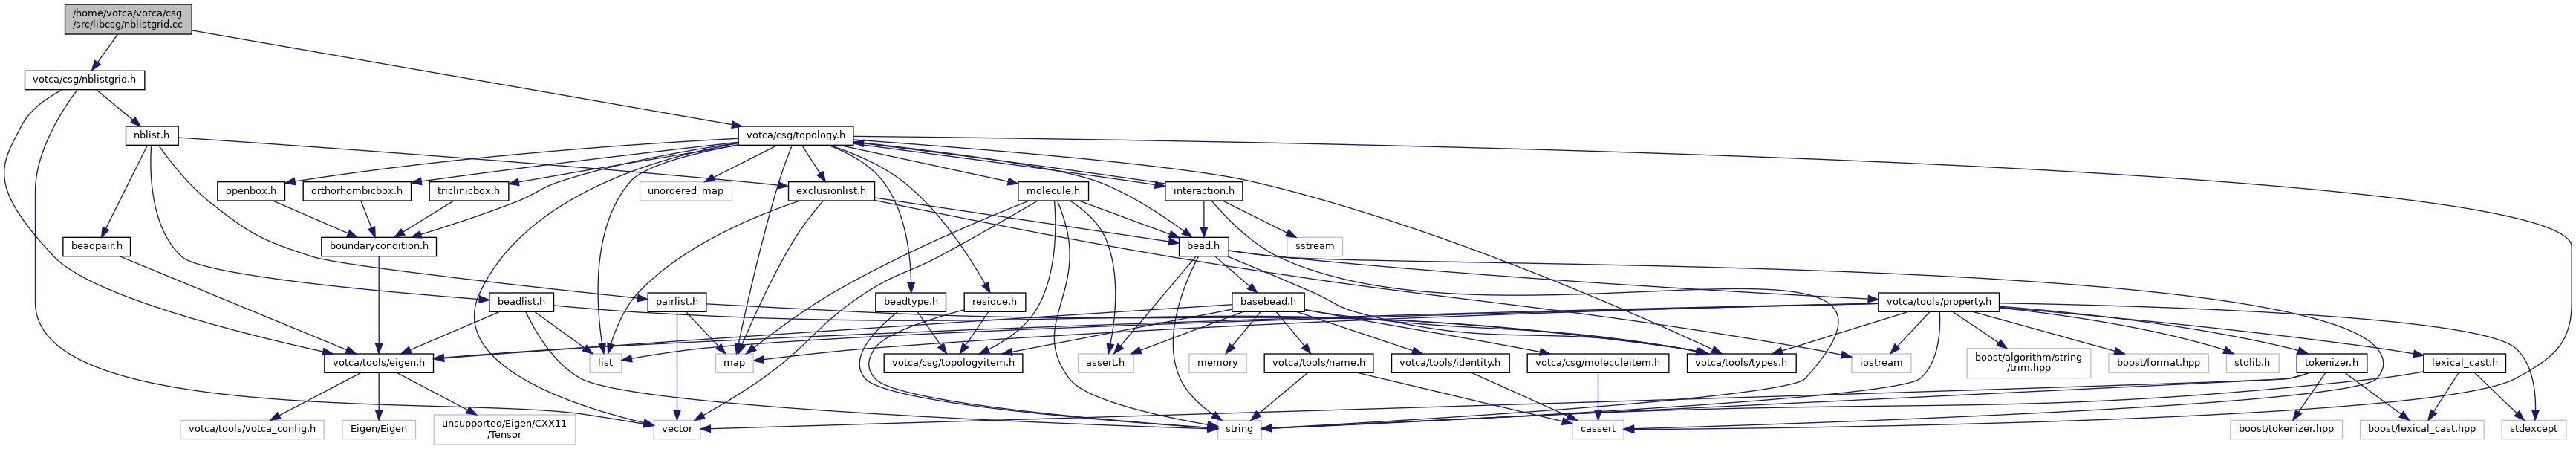 /home/votca/votca/csg
/src/libcsg/nblistgrid.cc
votca/csg/nblistgrid.h
nblist.h
votca/csg/topology.h
openbox.h
orthorhombicbox.h
triclinicbox.h
unordered_map
exclusionlist.h
molecule.h
interaction.h
beadpair.h
boundarycondition.h
bead.h
sstream
beadlist.h
pairlist.h
beadtype.h
residue.h
basebead.h
votca/tools/property.h
votca/tools/eigen.h
list
map
votca/csg/topologyitem.h
assert.h
memory
votca/tools/name.h
votca/tools/identity.h
votca/csg/moleculeitem.h
votca/tools/types.h
iostream
boost/algorithm/string
/trim.hpp
boost/format.hpp
stdlib.h
tokenizer.h
lexical_cast.h
votca/tools/votca_config.h
Eigen/Eigen
unsupported/Eigen/CXX11
/Tensor
vector
string
cassert
boost/tokenizer.hpp
boost/lexical_cast.hpp
stdexcept